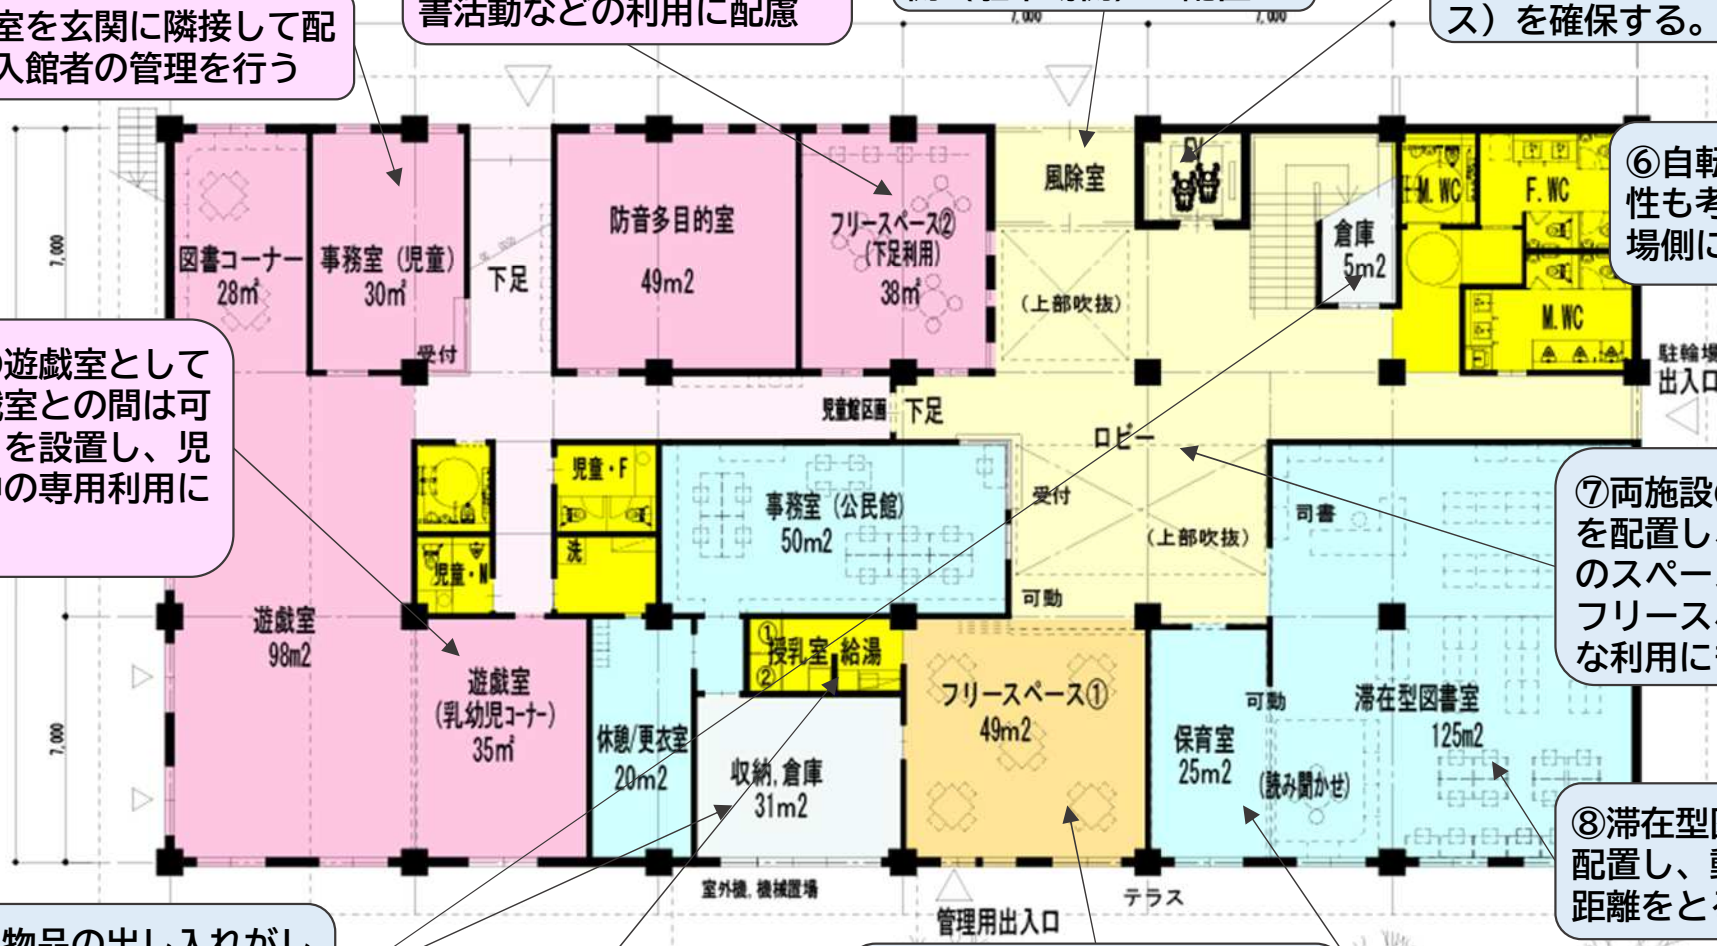 室を玄関に隣接して配
入館者の管理を行う
書活動などの利用に配慮
ス）を確保する。
7,000
7,000
⑥自転
性も考
場側に
7,000
図書コーナー
28㎡
事務室（児童）
30㎡
受付
下足
防音多目的室
49m2
フリースペース②
(下足利用)
38㎡
風除室
(上部吹抜)
EV
倉庫
5m2
M.WC
F.WC
M.WC
駐輪場
出入口
遊戯室として
室との間は可
を設置し、児
の専用利用に
児童館区画
下足
ロビー
児童・F
児童・M
洗
事務室（公民館）
50m2
受付
(上部吹抜)
可動
司書
⑦両施設の
を配置し、
のスペー
フリース
な利用に
遊戯室
98m2
遊戯室
(乳幼児コーナー)
35㎡
休憩/更衣室
20m2
①
②
授乳室
給湯
収納,倉庫
31m2
フリースペース①
49m2
保育室
25m2
可動
(読み聞かせ)
滞在型図書室
125m2
7,000
⑧滞在型図
配置し、動
距離をと
室外機,機械置場
管理用出入口
テラス
物品の出し入れがし